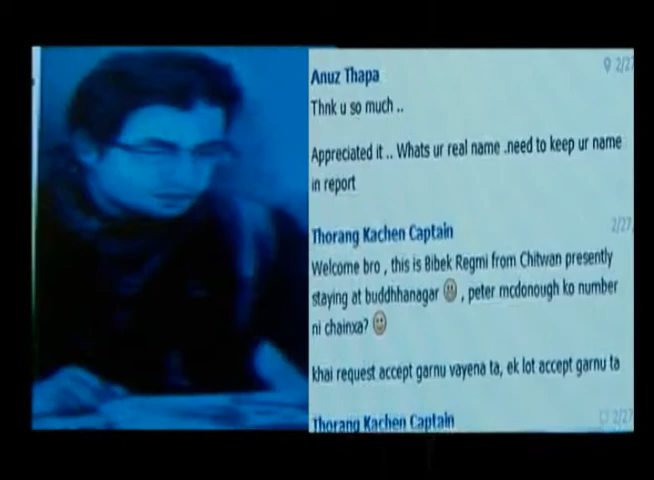 Anuz Thapa
2/27
Thnk u so much ..
Appreciated it .. Whats ur real name .need to keep ur name
in report
Thorang Kachen Captain
2/27
Welcome bro , this is Bibek Regmi from Chitwan presently
staying at buddhhanagar , peter mcdonough ko number
ni chainxa?
khai request accept garnu vayena ta, ek lot accept garnu ta
Thorang Kachen Captain
2/27